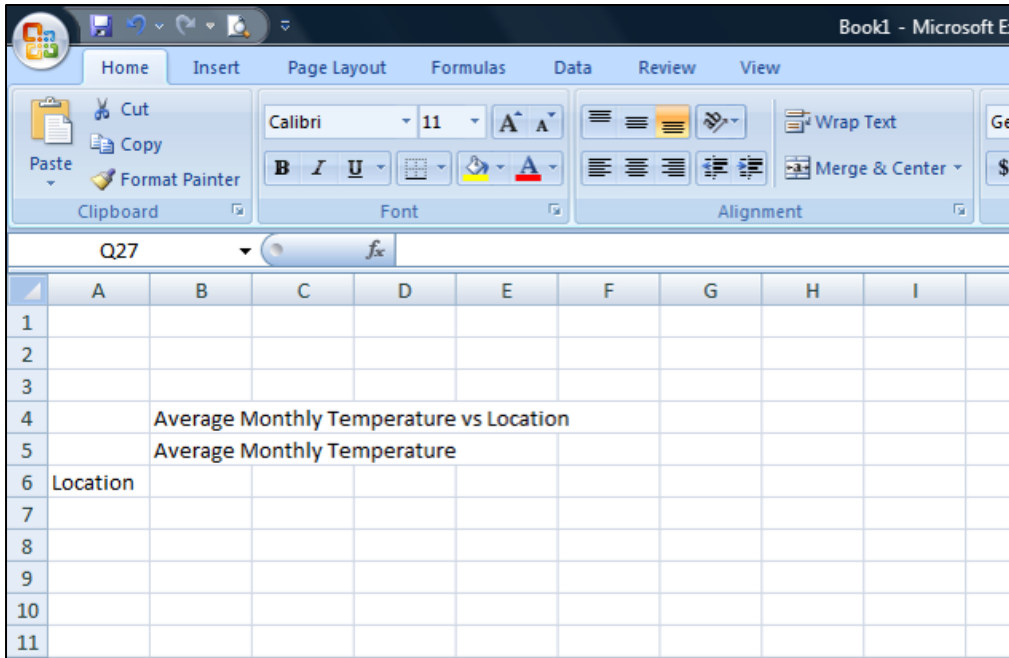 Book1 - Microsoft E
Home Insert Page Layout Formulas Data Review View
Paste
Cut
Copy
Format Painter
Clipboard
Calibri 11 A A
B I U A
Font
Wrap Text
Merge & Center
Alignment
Ge
$
Q27 fx
A B C D E F G H I
1
2
3
4 Average Monthly Temperature vs Location
5 Average Monthly Temperature
6 Location
7
8
9
10
11